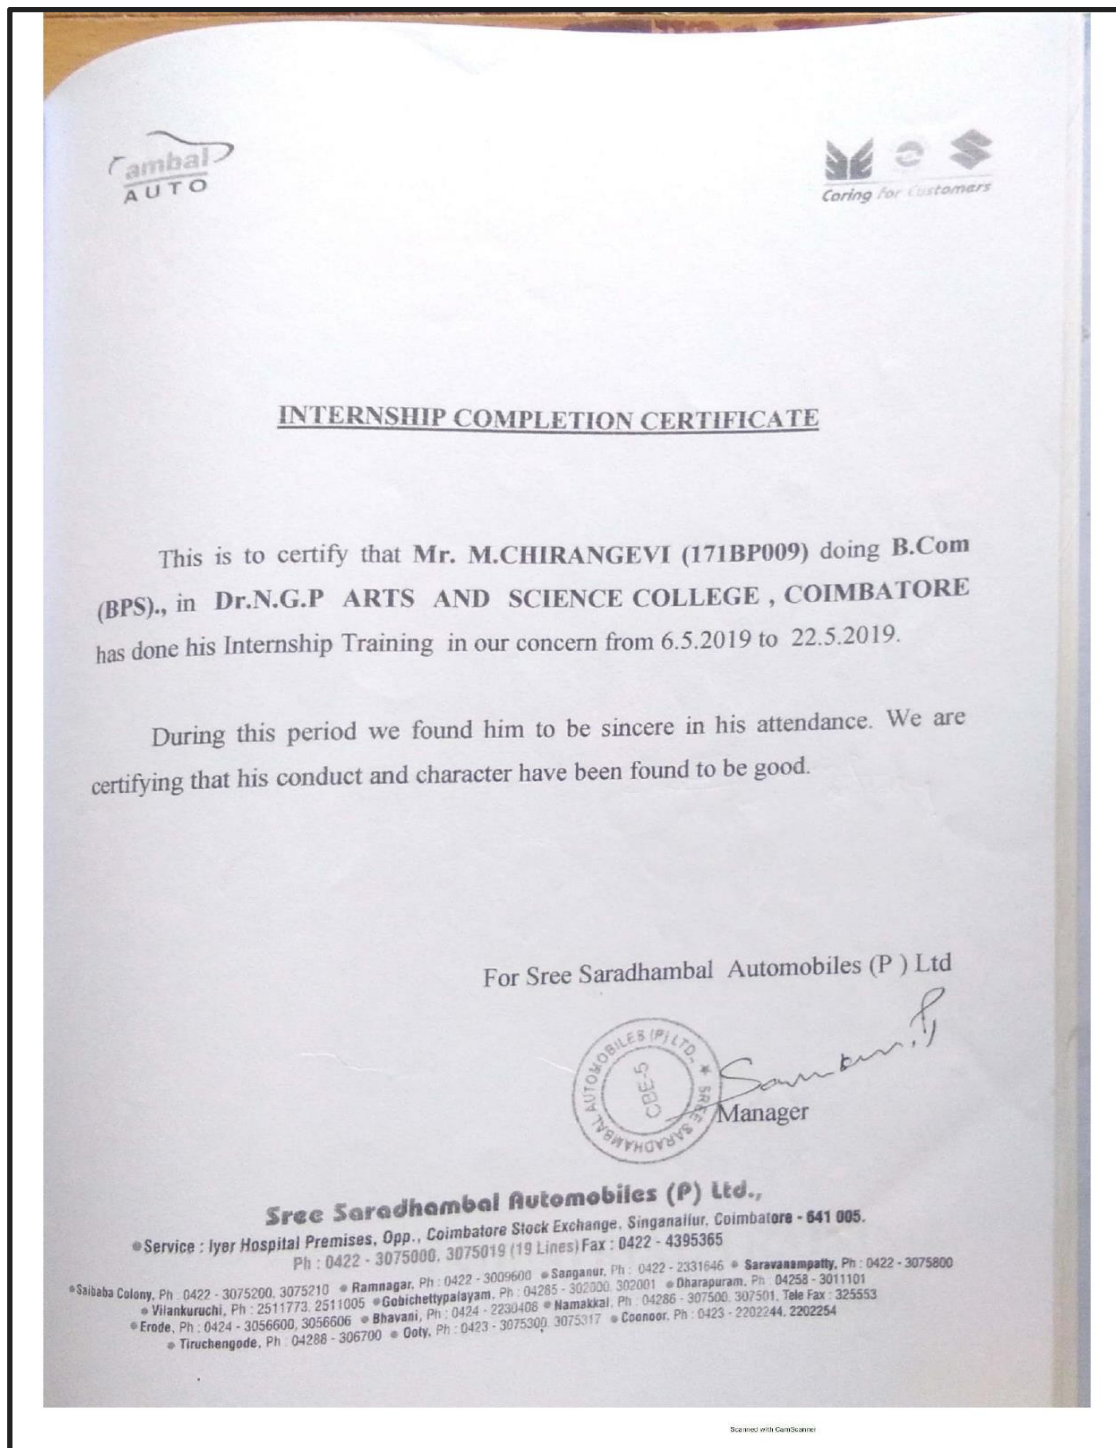 ambal
AUTO
Caring for Customers
INTERNSHIP COMPLETION CERTIFICATE
This is to certify that Mr. M.CHIRANGEVI (171BP009) doing B.Com
(BPS)., in Dr.N.G.P ARTS AND SCIENCE COLLEGE , COIMBATORE
has done his Internship Training in our concern from 6.5.2019 to 22.5.2019.
During this period we found him to be sincere in his attendance. We are
certifying that his conduct and character have been found to be good.
For Sree Saradhambal Automobiles (P ) Ltd
SREE SARADHAMBAL AUTOMOBILES (P) LTD., ★
CBE-5
Manager
Sree Saradhambal Automobiles (P) Ltd.,
●Service : Iyer Hospital Premises, Opp., Coimbatore Stock Exchange, Singanallur, Coimbatore - 641 005.
Ph : 0422 - 3075000, 3075019 (19 Lines) Fax : 0422 - 4395365
●Saibaba Colony, Ph : 0422 - 3075200, 3075210 ● Ramnagar, Ph : 0422 - 3009600 ●Sanganur, Ph : 0422 - 2331646 ● Saravanampatty, Ph : 0422 - 3075800
● Vilankuruchi, Ph : 2511773, 2511005 ●Gobichettypalayam, Ph : 04285 - 302000, 302001 ●Dharapuram, Ph : 04258 - 3011101
●Erode, Ph : 0424 - 3056600, 3056606 ● Bhavani, Ph : 0424 - 2230408 ● Namakkal, Ph : 04286 - 307500, 307501, Tele Fax : 325553
● Tiruchengode, Ph : 04288 - 306700 ● Ooty, Ph : 0423 - 3075300, 3075317 ● Coonoor, Ph : 0423 - 2202244, 2202254
Scanned with CamScanner